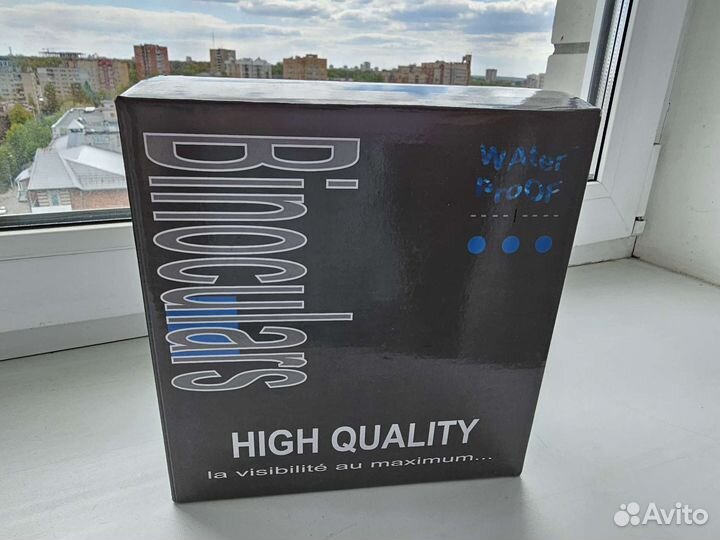 Binoculars
WAter
ProoF
HIGH QUALITY
la visibilité au maximum...
Avito